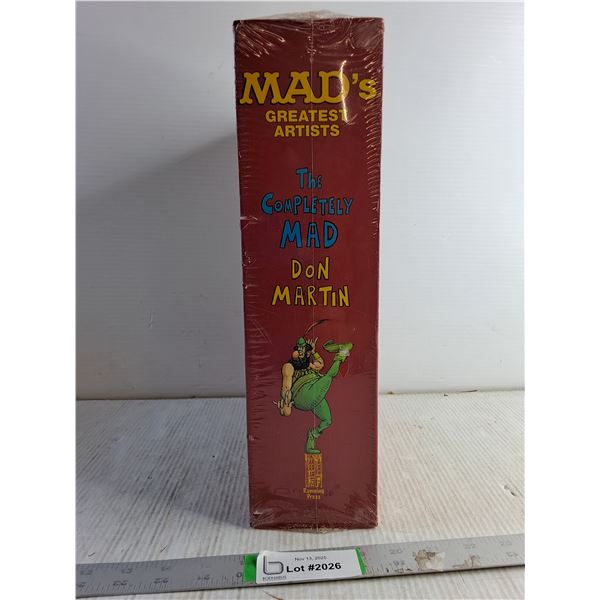 MAD's
GREATEST
ARTISTS
The
COMPLETELY
MAD
DON
MARTIN
Running
Press
Nov 13, 2025
Lot #2026